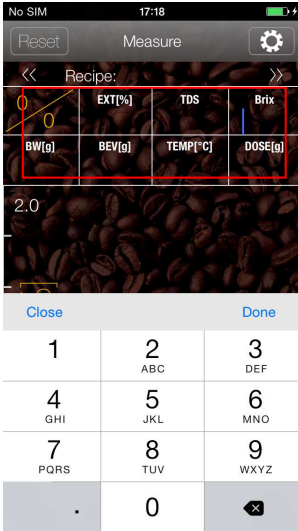 No SIM 17:18
Reset Measure
<< Recipe: >>
0 0 EXT[%] TDS Brix
BW[g] BEV[g] TEMP[°C] DOSE[g]
2.0
Close Done
1 2 3
ABC DEF
4 5 6
GHI JKL MNO
7 8 9
PQRS TUV WXYZ
. 0